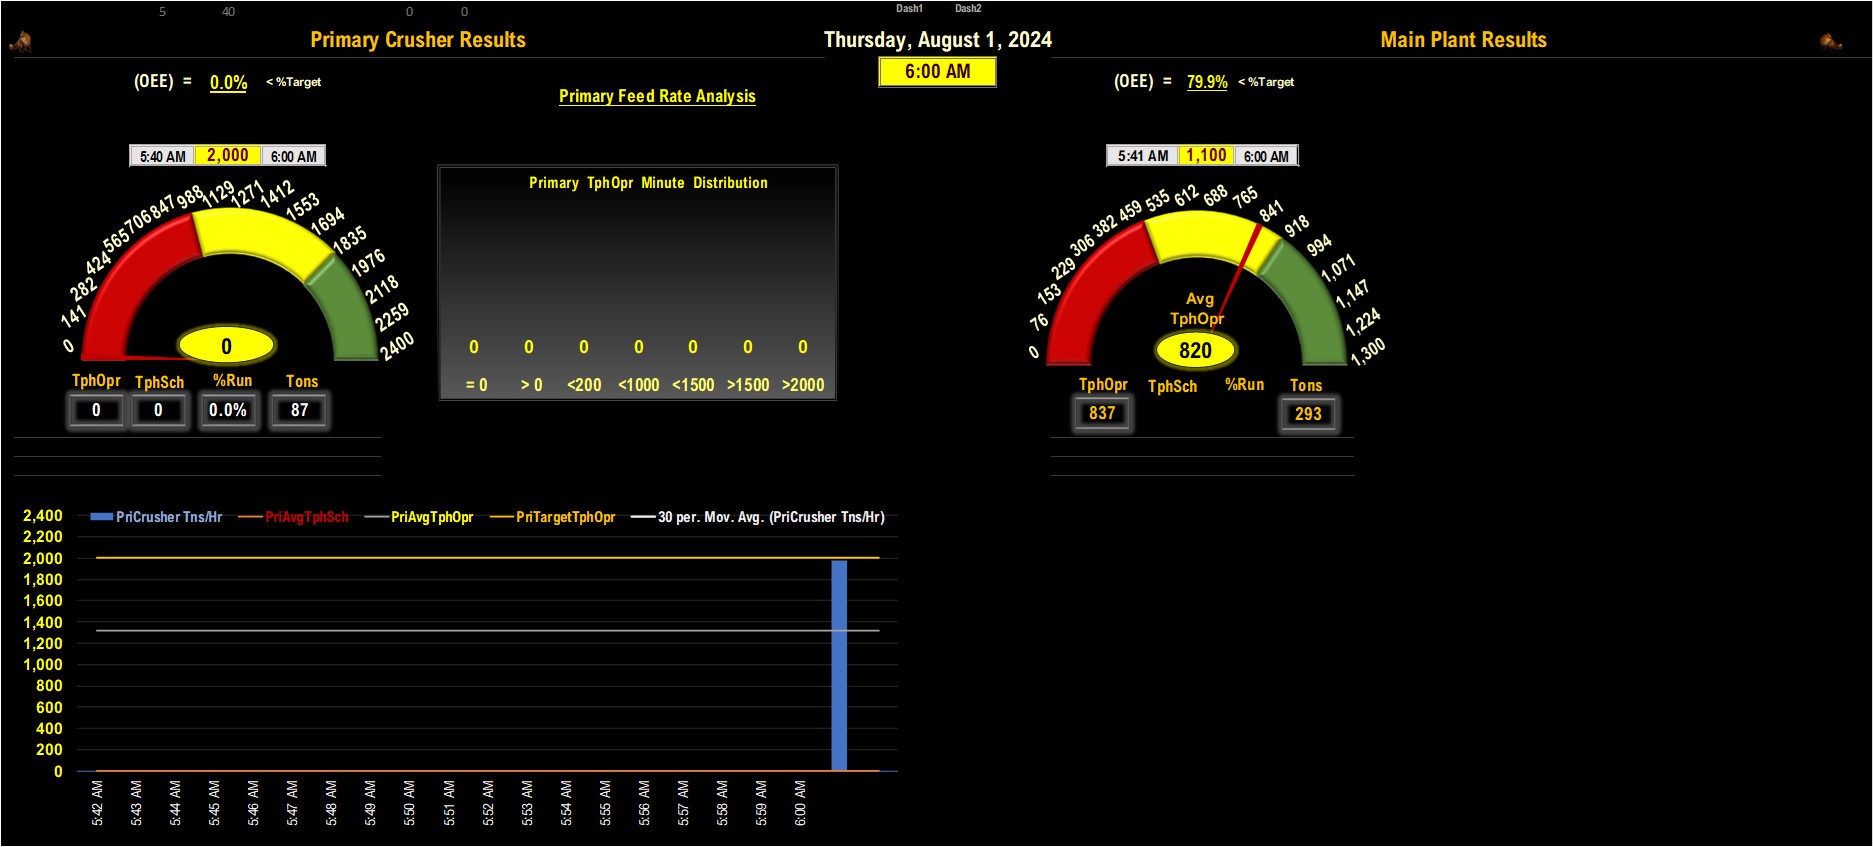 5 40 0 0 Dash1 Dash2
Primary Crusher Results
Thursday, August 1, 2024
Main Plant Results
6:00 AM
(OEE) = 0.0% < %Target
(OEE) = 79.9% < %Target
Primary Feed Rate Analysis
5:40 AM 2,000 6:00 AM
0 141 282 424 565 706 847 988 1129 1271 1412 1553 1694 1835 1976 2118 2259 2400
0
TphOpr TphSch %Run Tons
0 0 0.0% 87
Primary TphOpr Minute Distribution
0 0 0 0 0 0 0
= 0 > 0 <200 <1000 <1500 >1500 >2000
5:41 AM 1,100 6:00 AM
0 76 153 229 306 382 459 535 612 688 765 841 918 994 1,071 1,147 1,224 1,300
Avg
TphOpr
820
TphOpr TphSch %Run Tons
837 293
PriCrusher Tns/Hr PriAvgTphSch PriAvgTphOpr PriTargetTphOpr 30 per. Mov. Avg. (PriCrusher Tns/Hr)
2,400
2,200
2,000
1,800
1,600
1,400
1,200
1,000
800
600
400
200
0
5:42 AM 5:43 AM 5:44 AM 5:45 AM 5:46 AM 5:47 AM 5:48 AM 5:49 AM 5:50 AM 5:51 AM 5:52 AM 5:53 AM 5:54 AM 5:55 AM 5:56 AM 5:57 AM 5:58 AM 5:59 AM 6:00 AM